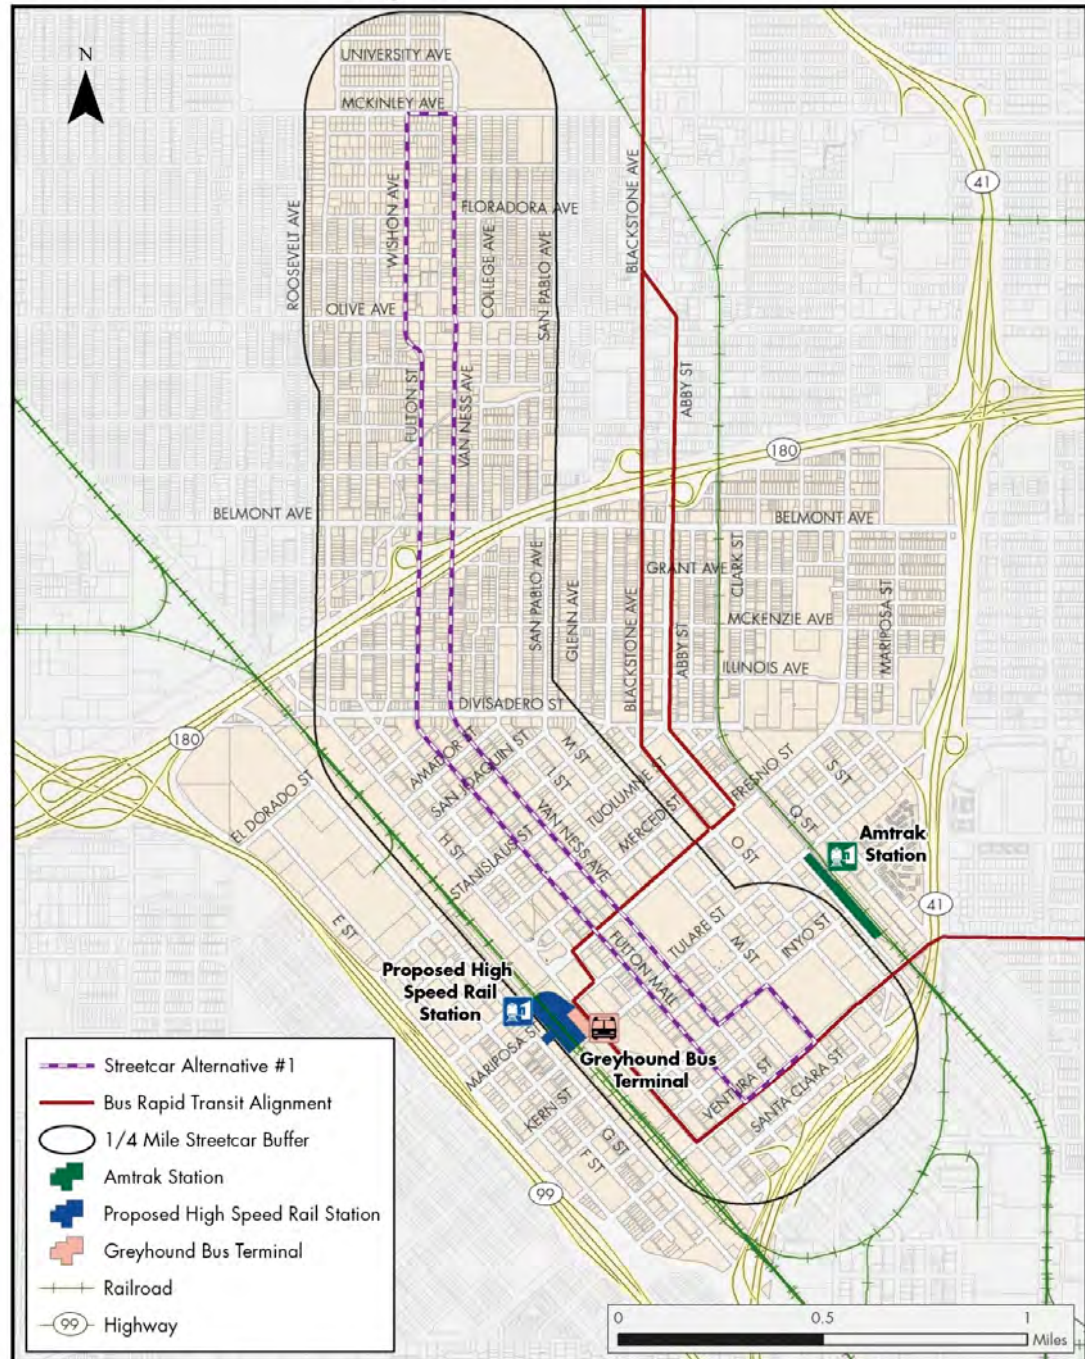 N
UNIVERSITY AVE
MCKINLEY AVE
ROOSEVELT AVE
WISHON AVE
FLORADORA AVE
COLLEGE AVE
SAN PABLO AVE
BLACKSTONE AVE
41
OLIVE AVE
FULTON ST
VAN NESS AVE
ABBY ST
180
BELMONT AVE
BELMONT AVE
SAN PABLO AVE
GLENN AVE
BLACKSTONE AVE
GRANT AVE
CLARK ST
ABBY ST
MCKENZIE AVE
MARIPOSA ST
ILLINOIS AVE
DIVISADERO ST
180
AMADOR ST
SAN JOAQUIN ST
M ST
L ST
TUOLUMNE ST
FRESNO ST
S ST
EL DORADO ST
H ST
STANISLAUS ST
VAN NESS AVE
MERCED ST
O ST
Q ST
Amtrak
Station
41
E ST
FULTON MALL
TULARE ST
M ST
INYO ST
Proposed High
Speed Rail
Station
Greyhound Bus
Terminal
MARIPOSA ST
KERN ST
G ST
F ST
VENTURA ST
SANTA CLARA ST
99
Streetcar Alternative #1
Bus Rapid Transit Alignment
1/4 Mile Streetcar Buffer
Amtrak Station
Proposed High Speed Rail Station
Greyhound Bus Terminal
Railroad
99 Highway
0 0.5 1
Miles